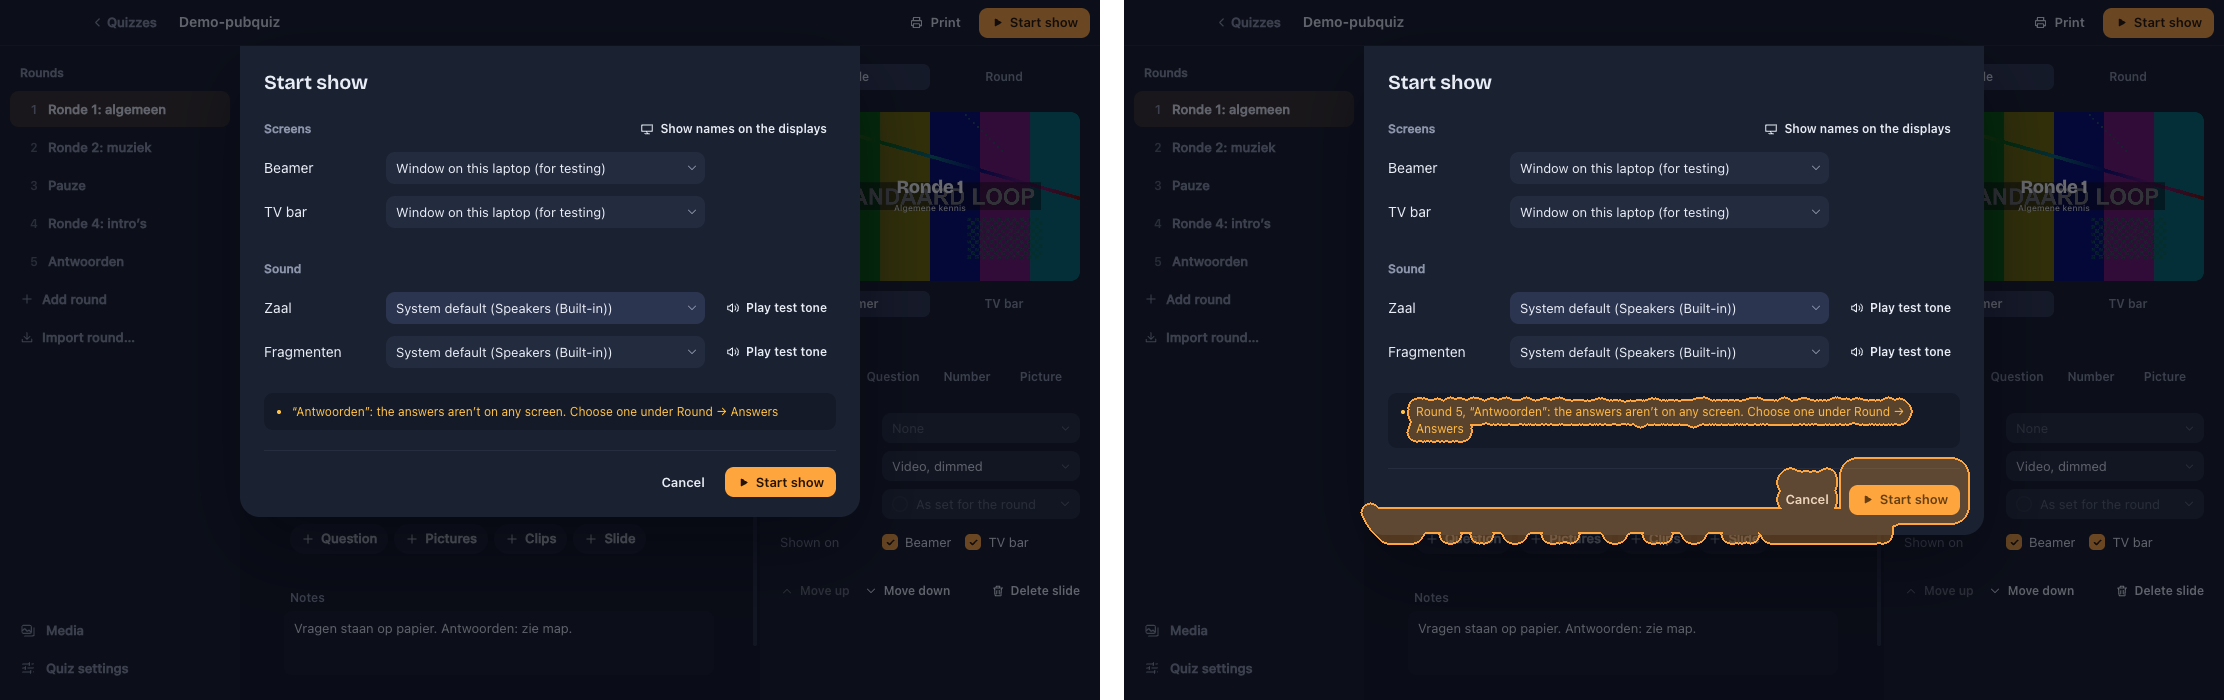 Quizzes
Demo-pubquiz
Print
Start show
Rounds
1 Ronde 1: algemeen
2 Ronde 2: muziek
3 Pauze
4 Ronde 4: intro's
5 Antwoorden
+ Add round
Import round...
Media
Quiz settings
Start show
Screens
Show names on the displays
Beamer
Window on this laptop (for testing)
TV bar
Window on this laptop (for testing)
Sound
Zaal
System default (Speakers (Built-in))
Play test tone
Fragmenten
System default (Speakers (Built-in))
Play test tone
• “Antwoorden”: the answers aren’t on any screen. Choose one under Round → Answers
Cancel
Start show
Round
ANDAARD LOOP
Ronde 1
Algemene kennis
TV bar
Question
Number
Picture
None
Video, dimmed
As set for the round
Shown on
Beamer
TV bar
Move up
Move down
Delete slide
+ Question
+ Pictures
+ Clips
+ Slide
Notes
Vragen staan op papier. Antwoorden: zie map.
Quizzes
Demo-pubquiz
Print
Start show
Rounds
1 Ronde 1: algemeen
2 Ronde 2: muziek
3 Pauze
4 Ronde 4: intro's
5 Antwoorden
+ Add round
Import round...
Media
Quiz settings
Start show
Screens
Show names on the displays
Beamer
Window on this laptop (for testing)
TV bar
Window on this laptop (for testing)
Sound
Zaal
System default (Speakers (Built-in))
Play test tone
Fragmenten
System default (Speakers (Built-in))
Play test tone
• Round 5, “Antwoorden”: the answers aren’t on any screen. Choose one under Round →
Answers
Cancel
Start show
Round
ANDAARD LOOP
Ronde 1
Algemene kennis
TV bar
Question
Number
Picture
None
Video, dimmed
As set for the round
Shown on
Beamer
TV bar
Move up
Move down
Delete slide
Notes
Vragen staan op papier. Antwoorden: zie map.